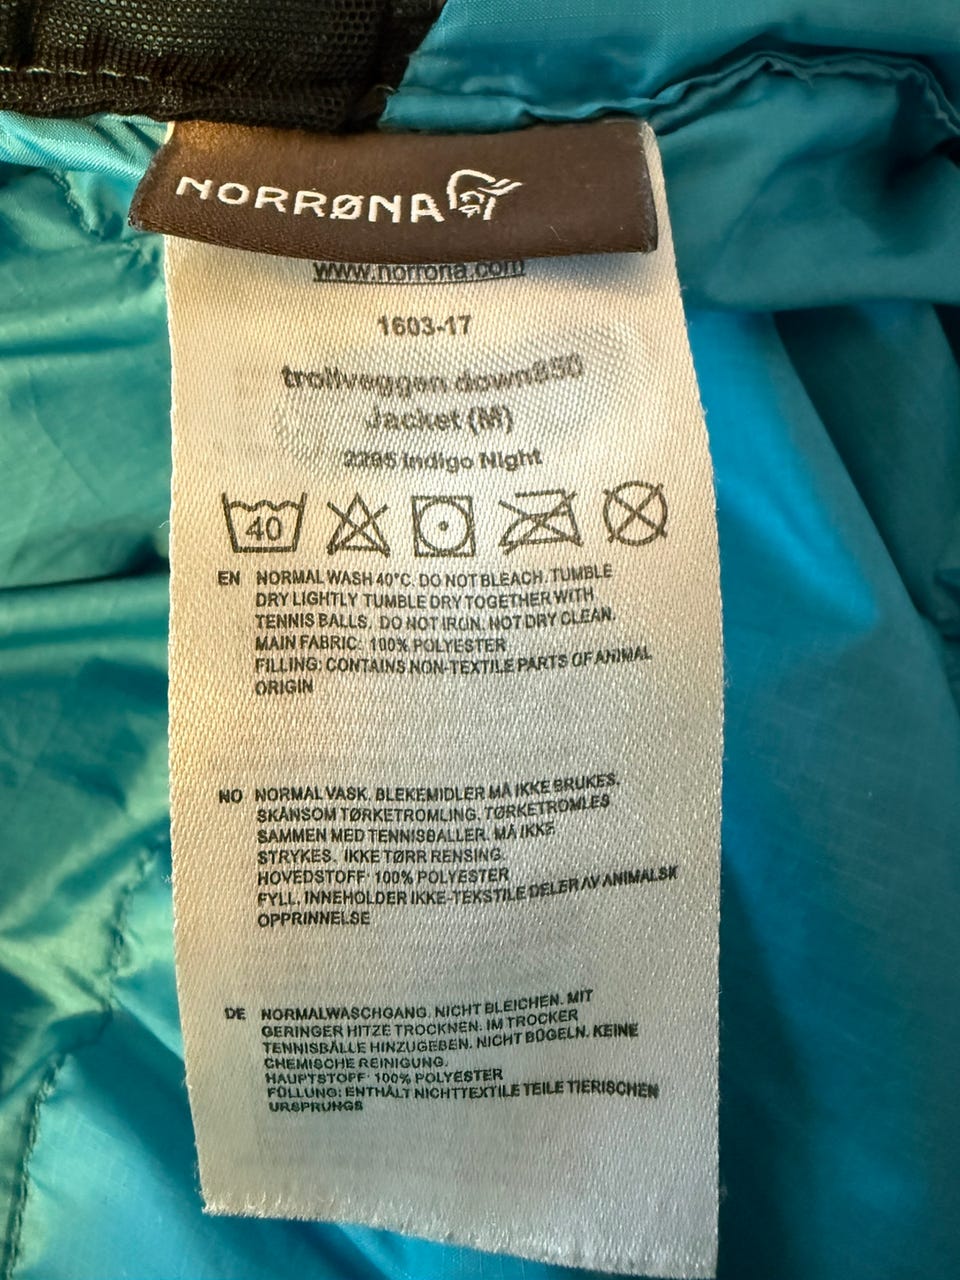 NORRØNA
www.norrona.com
1603-17
trollveggen down850
Jacket (M)
2295 Indigo Night
40
EN NORMAL WASH 40°C. DO NOT BLEACH. TUMBLE
DRY LIGHTLY TUMBLE DRY TOGETHER WITH
TENNIS BALLS. DO NOT IRON. NOT DRY CLEAN.
MAIN FABRIC: 100% POLYESTER
FILLING: CONTAINS NON-TEXTILE PARTS OF ANIMAL
ORIGIN
NO NORMAL VASK. BLEKEMIDLER MÅ IKKE BRUKES.
SKÅNSOM TØRKETROMLING. TØRKETROMLES
SAMMEN MED TENNISBALLER. MÅ IKKE
STRYKES. IKKE TØRR RENSING.
HOVEDSTOFF: 100% POLYESTER
FYLL. INNEHOLDER IKKE-TEKSTILE DELER AV ANIMALSK
OPPRINNELSE
DE NORMALWASCHGANG. NICHT BLEICHEN. MIT
GERINGER HITZE TROCKNEN. IM TROCKER
TENNISBÄLLE HINZUGEBEN. NICHT BÜGELN. KEINE
CHEMISCHE REINIGUNG.
HAUPTSTOFF: 100% POLYESTER
FÜLLUNG: ENTHÄLT NICHTTEXTILE TEILE TIERISCHEN
URSPRUNGS